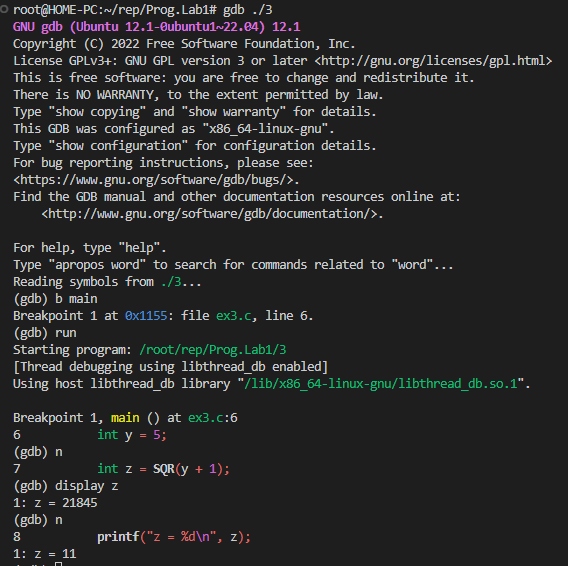 root@HOME-PC:~/rep/Prog.Lab1# gdb ./3
GNU gdb (Ubuntu 12.1-0ubuntu1~22.04) 12.1
Copyright (C) 2022 Free Software Foundation, Inc.
License GPLv3+: GNU GPL version 3 or later <http://gnu.org/licenses/gpl.html>
This is free software: you are free to change and redistribute it.
There is NO WARRANTY, to the extent permitted by law.
Type "show copying" and "show warranty" for details.
This GDB was configured as "x86_64-linux-gnu".
Type "show configuration" for configuration details.
For bug reporting instructions, please see:
<https://www.gnu.org/software/gdb/bugs/>.
Find the GDB manual and other documentation resources online at:
    <http://www.gnu.org/software/gdb/documentation/>.

For help, type "help".
Type "apropos word" to search for commands related to "word"...
Reading symbols from ./3...
(gdb) b main
Breakpoint 1 at 0x1155: file ex3.c, line 6.
(gdb) run
Starting program: /root/rep/Prog.Lab1/3
[Thread debugging using libthread_db enabled]
Using host libthread_db library "/lib/x86_64-linux-gnu/libthread_db.so.1".

Breakpoint 1, main () at ex3.c:6
6           int y = 5;
(gdb) n
7           int z = SQR(y + 1);
(gdb) display z
1: z = 21845
(gdb) n
8           printf("z = %d\n", z);
1: z = 11